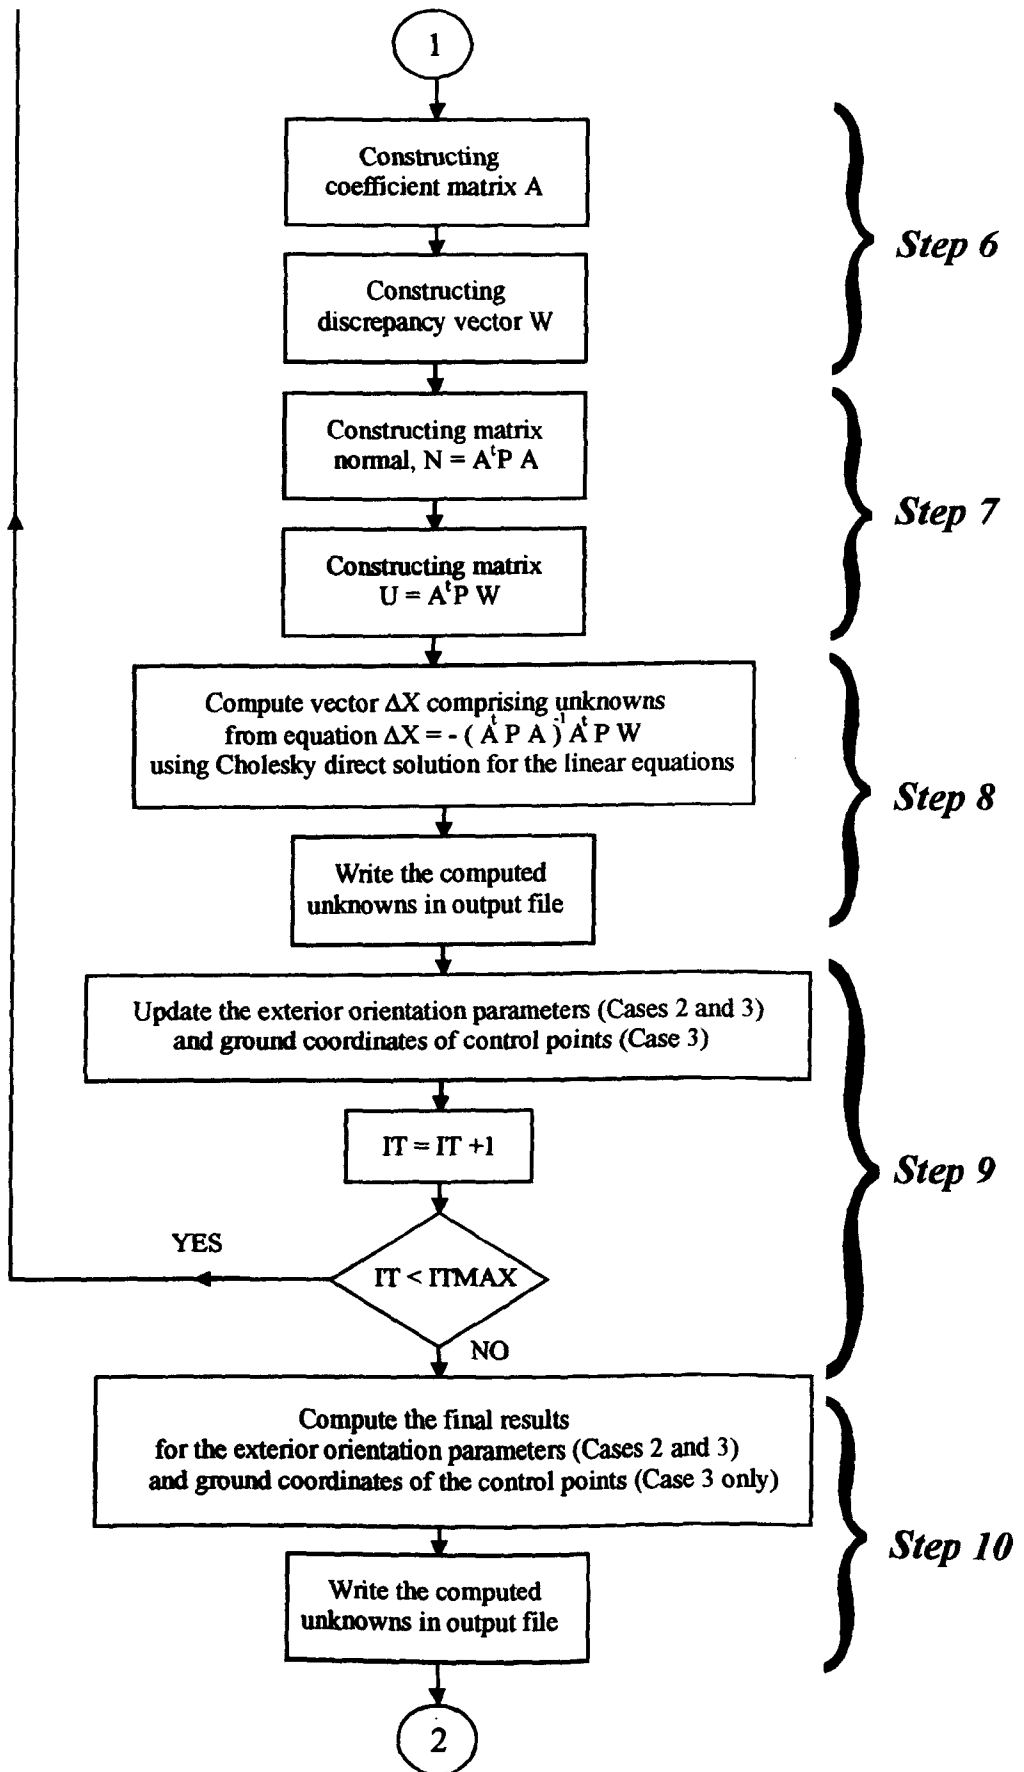 1
Constructing
coefficient matrix A
Constructing
discrepancy vector W
Step 6
Constructing matrix
normal, N = AᵗP A
Constructing matrix
U = AᵗP W
Step 7
Compute vector ΔX comprising unknowns
from equation ΔX = - ( Aᵗ P A )⁻¹ Aᵗ P W
using Cholesky direct solution for the linear equations
Write the computed
unknowns in output file
Step 8
Update the exterior orientation parameters (Cases 2 and 3)
and ground coordinates of control points (Case 3)
IT = IT +1
Step 9
YES
IT < ITMAX
NO
Compute the final results
for the exterior orientation parameters (Cases 2 and 3)
and ground coordinates of the control points (Case 3 only)
Write the computed
unknowns in output file
Step 10
2